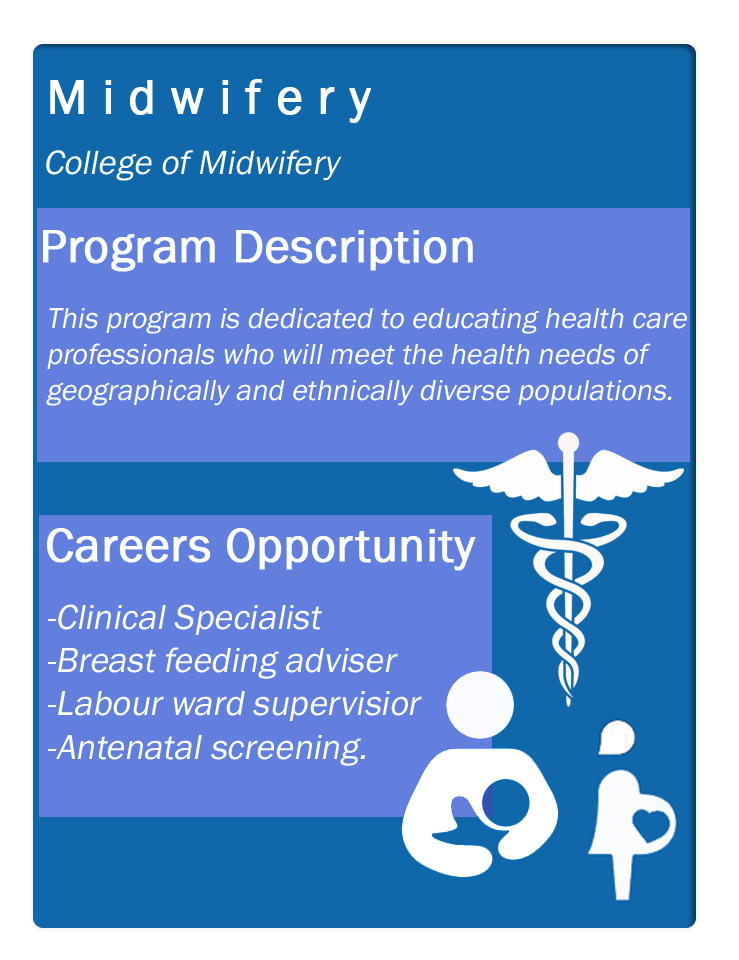 Midwifery
College of Midwifery
Program Description
This program is dedicated to educating health care
professionals who will meet the health needs of
geographically and ethnically diverse populations.
Careers Opportunity
-Clinical Specialist
-Breast feeding adviser
-Labour ward supervisior
-Antenatal screening.